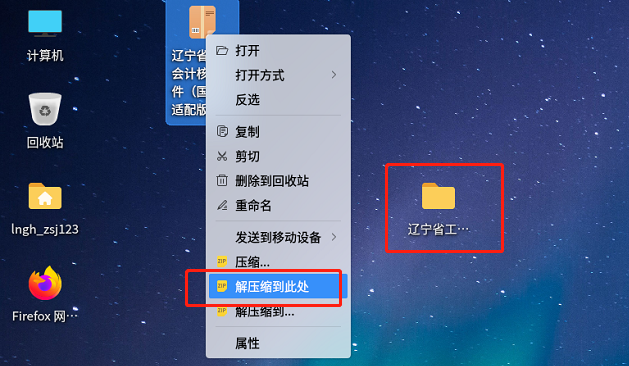 计算机
回收站
lngh_zsj123
Firefox 网…
辽宁省
会计核
件（国
适配版
打开
打开方式
反选
复制
剪切
删除到回收站
重命名
发送到移动设备
ZIP 压缩...
ZIP 解压缩到此处
ZIP 解压缩到...
属性
辽宁省工…